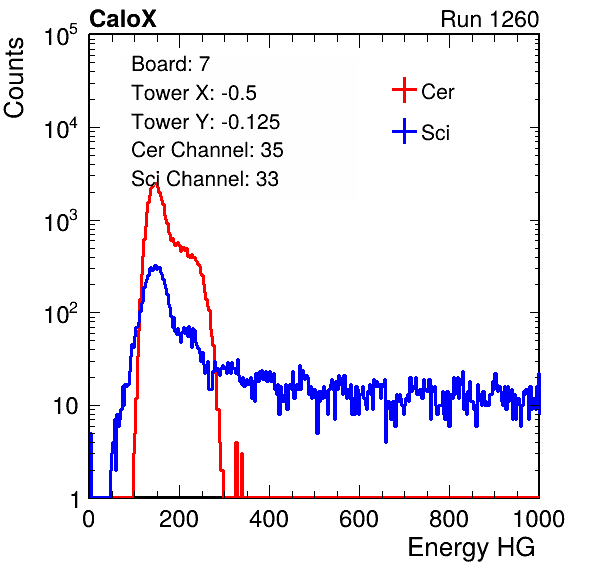 CaloX Run 1260
Board: 7
Tower X: -0.5
Tower Y: -0.125
Cer Channel: 35
Sci Channel: 33
Cer
Sci
Counts
10^5
10^4
10^3
10^2
10
1
0 200 400 600 800 1000
Energy HG